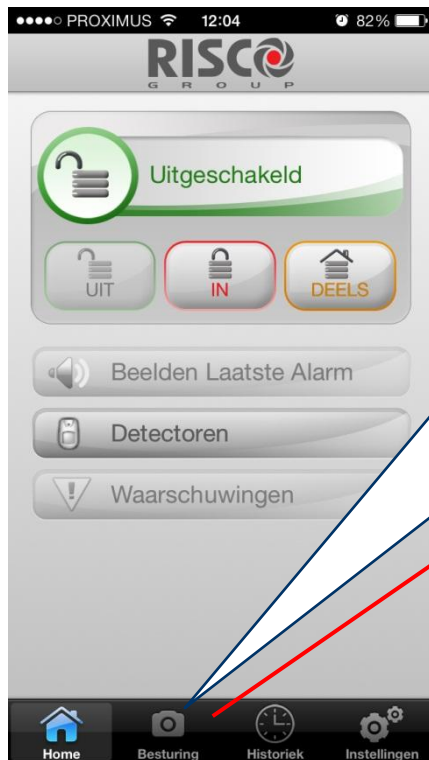 PROXIMUS 12:04 82%
RISCO
GROUP
Uitgeschakeld
UIT IN DEELS
Beelden Laatste Alarm
Detectoren
Waarschuwingen
Home Besturing Historiek Instellingen